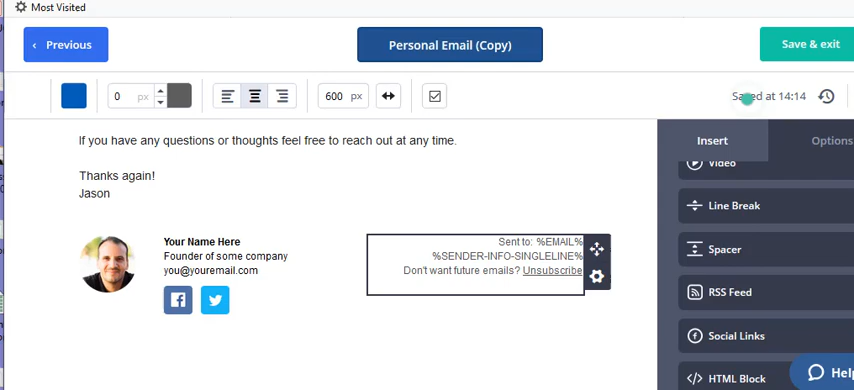 Most Visited
‹ Previous
Personal Email (Copy)
Save & exit
0 px
600 px
Saved at 14:14
Insert
Options
If you have any questions or thoughts feel free to reach out at any time.
Thanks again!
Jason
Your Name Here
Founder of some company
you@youremail.com
Sent to: %EMAIL%
%SENDER-INFO-SINGLELINE%
Don't want future emails? Unsubscribe
Video
Line Break
Spacer
RSS Feed
Social Links
HTML Block
Help